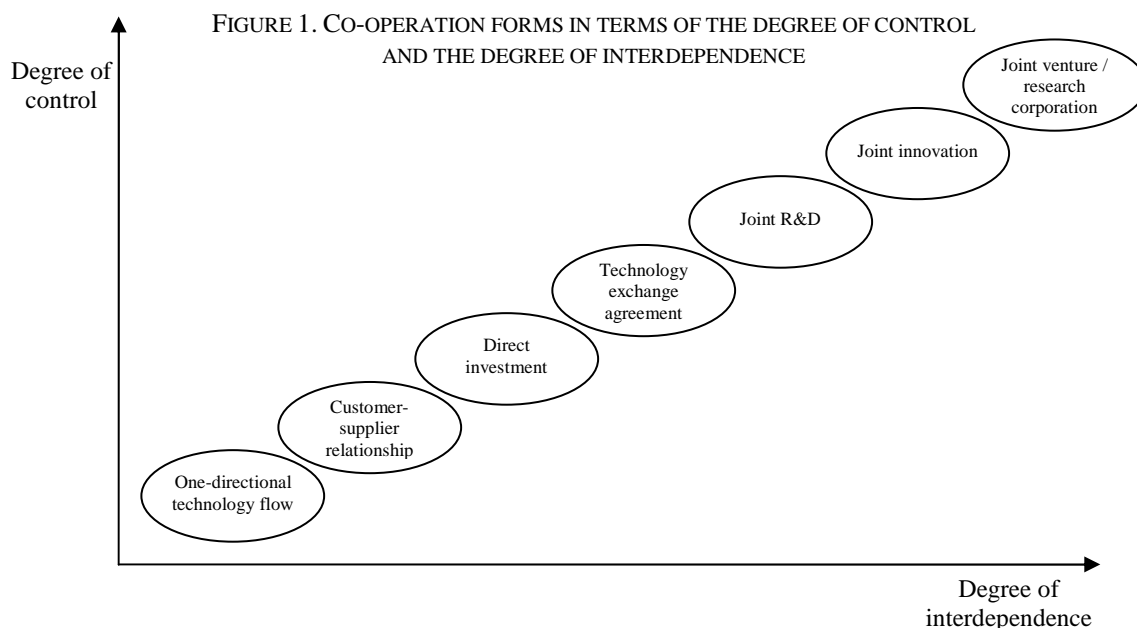 FIGURE 1. CO-OPERATION FORMS IN TERMS OF THE DEGREE OF CONTROL
AND THE DEGREE OF INTERDEPENDENCE
Degree of
control
Joint venture /
research
corporation
Joint innovation
Joint R&D
Technology
exchange
agreement
Direct
investment
Customer-
supplier
relationship
One-directional
technology flow
Degree of
interdependence